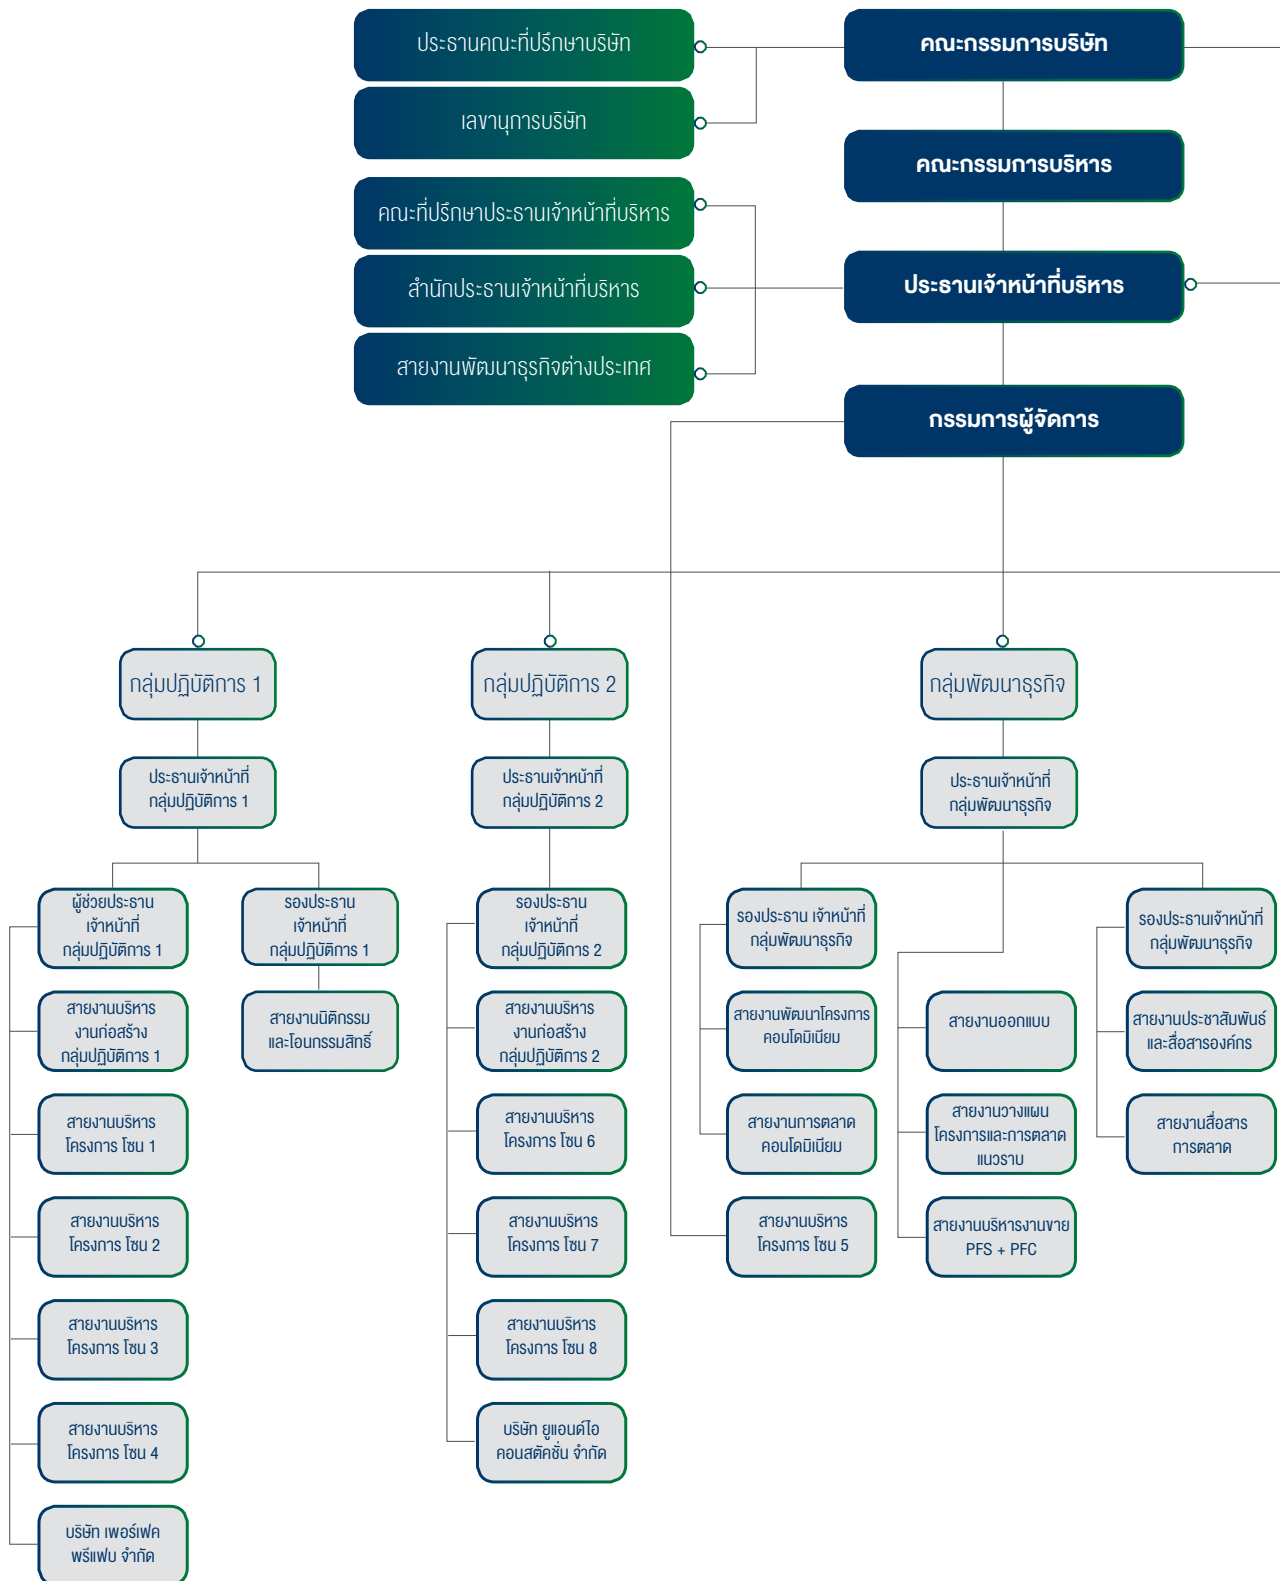 ประธานคณะที่ปรึกษาบริษัท
คณะกรรมการบริษัท
เลขานุการบริษัท
คณะกรรมการบริหาร
คณะที่ปรึกษาประธานเจ้าหน้าที่บริหาร
สำนักประธานเจ้าหน้าที่บริหาร
ประธานเจ้าหน้าที่บริหาร
สายงานพัฒนาธุรกิจต่างประเทศ
กรรมการผู้จัดการ
กลุ่มปฏิบัติการ 1
กลุ่มปฏิบัติการ 2
กลุ่มพัฒนาธุรกิจ
ประธานเจ้าหน้าที่
กลุ่มปฏิบัติการ 1
ประธานเจ้าหน้าที่
กลุ่มปฏิบัติการ 2
ประธานเจ้าหน้าที่
กลุ่มพัฒนาธุรกิจ
ผู้ช่วยประธาน
เจ้าหน้าที่
กลุ่มปฏิบัติการ 1
รองประธาน
เจ้าหน้าที่
กลุ่มปฏิบัติการ 1
รองประธาน
เจ้าหน้าที่
กลุ่มปฏิบัติการ 2
รองประธาน เจ้าหน้าที่
กลุ่มพัฒนาธุรกิจ
รองประธานเจ้าหน้าที่
กลุ่มพัฒนาธุรกิจ
สายงานบริหาร
งานก่อสร้าง
กลุ่มปฏิบัติการ 1
สายงานนิติกรรม
และโอนกรรมสิทธิ์
สายงานบริหาร
งานก่อสร้าง
กลุ่มปฏิบัติการ 2
สายงานพัฒนาโครงการ
คอนโดมิเนียม
สายงานออกแบบ
สายงานประชาสัมพันธ์
และสื่อสารองค์กร
สายงานบริหาร
โครงการ โซน 1
สายงานบริหาร
โครงการ โซน 6
สายงานการตลาด
คอนโดมิเนียม
สายงานวางแผน
โครงการและการตลาด
แนวราบ
สายงานสื่อสาร
การตลาด
สายงานบริหาร
โครงการ โซน 2
สายงานบริหาร
โครงการ โซน 7
สายงานบริหาร
โครงการ โซน 5
สายงานบริหารงานขาย
PFS + PFC
สายงานบริหาร
โครงการ โซน 3
สายงานบริหาร
โครงการ โซน 8
สายงานบริหาร
โครงการ โซน 4
บริษัท ยูแอนด์ไอ
คอนสตัคชั่น จำกัด
บริษัท เพอร์เฟค
พรีแฟบ จำกัด